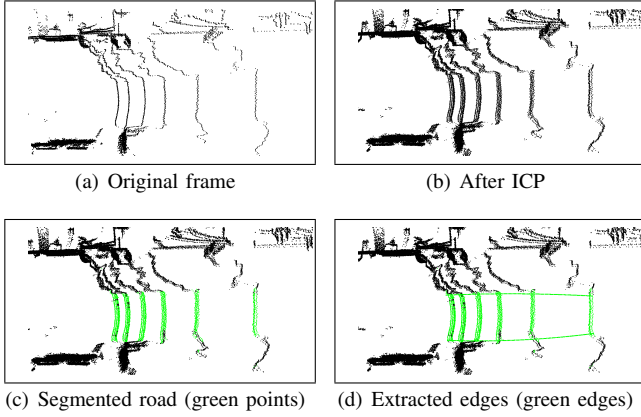 (a) Original frame
(b) After ICP
(c) Segmented road (green points)
(d) Extracted edges (green edges)